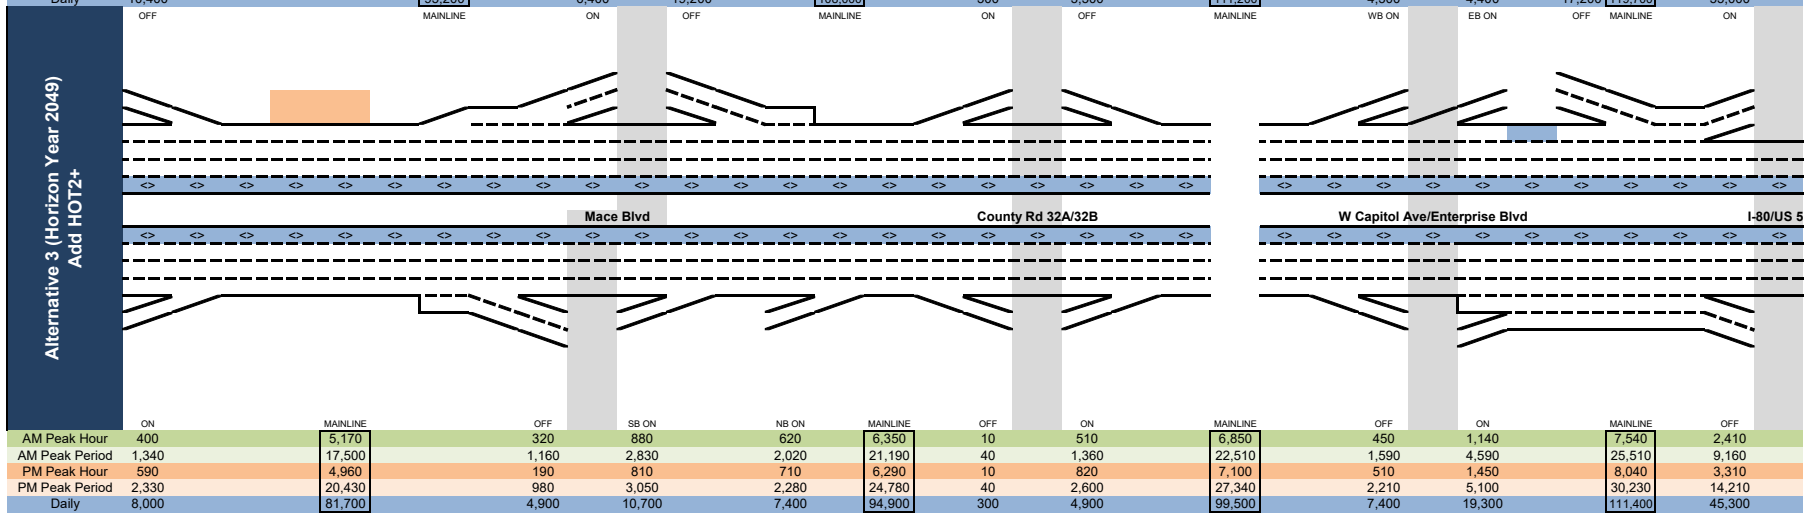 OFF MAINLINE ON OFF MAINLINE ON OFF MAINLINE WB ON EB ON OFF MAINLINE ON
Alternative 3 (Horizon Year 2049)
Add HOT2+
<> <> <> <> <> <> <> <> <> <> <> <> <> <> <> <> <> <> <> <> <> <> <> <> <> <> <> <> <> <> <> <> <>
Mace Blvd County Rd 32A/32B W Capitol Ave/Enterprise Blvd I-80/US 5
<> <> <> <> <> <> <> <> <> <> <> <> <> <> <> <> <> <> <> <> <> <> <> <> <> <> <> <> <> <> <> <> <>
ON MAINLINE OFF SB ON NB ON MAINLINE OFF ON MAINLINE OFF ON MAINLINE OFF
AM Peak Hour 400 5,170 320 880 620 6,350 10 510 6,850 450 1,140 7,540 2,410
AM Peak Period 1,340 17,500 1,160 2,830 2,020 21,190 40 1,360 22,510 1,590 4,590 25,510 9,160
PM Peak Hour 590 4,960 190 810 710 6,290 10 820 7,100 510 1,450 8,040 3,310
PM Peak Period 2,330 20,430 980 3,050 2,280 24,780 40 2,600 27,340 2,210 5,100 30,230 14,210
Daily 8,000 81,700 4,900 10,700 7,400 94,900 300 4,900 99,500 7,400 19,300 111,400 45,300